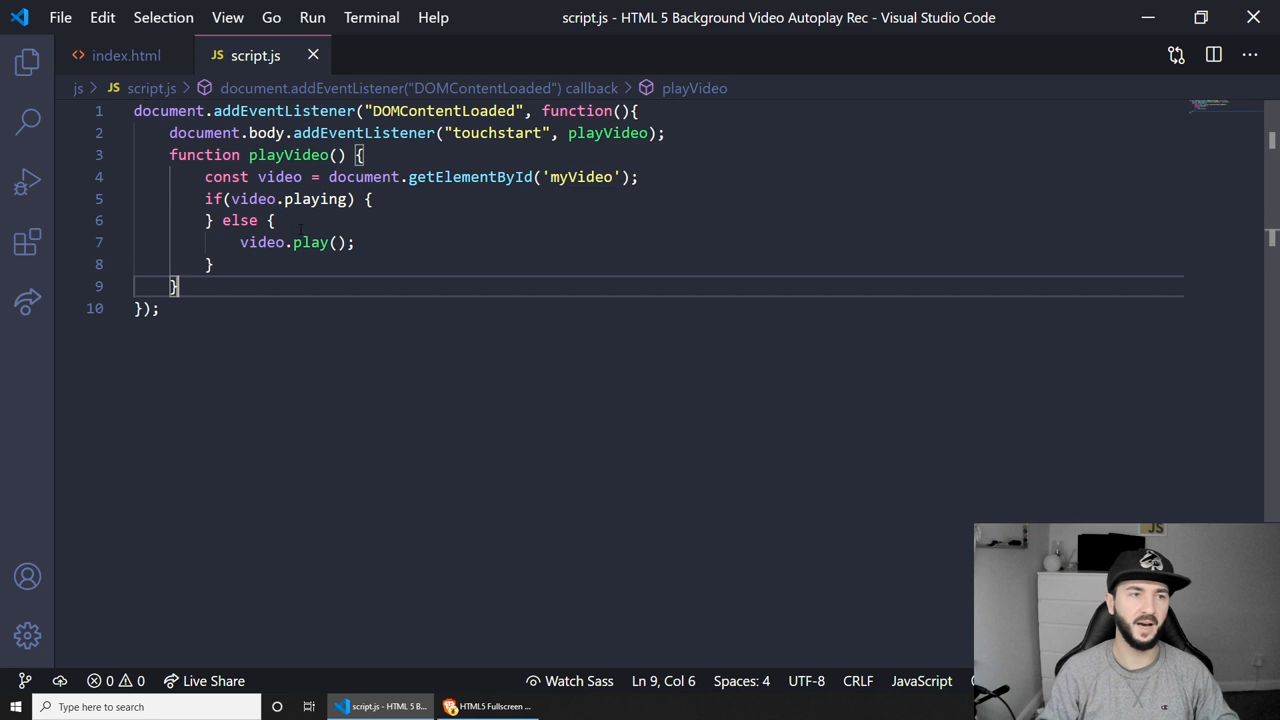 File Edit Selection View Go Run Terminal Help script.js - HTML 5 Background Video Autoplay Rec - Visual Studio Code
<> index.html JS script.js
js > JS script.js > document.addEventListener("DOMContentLoaded") callback > playVideo
1 document.addEventListener("DOMContentLoaded", function(){
2 document.body.addEventListener("touchstart", playVideo);
3 function playVideo() {
4 const video = document.getElementById('myVideo');
5 if(video.playing) {
6 } else {
7 video.play();
8 }
9 }
10 });
JS
0 0 Live Share Watch Sass Ln 9, Col 6 Spaces: 4 UTF-8 CRLF JavaScript
Type here to search script.js - HTML 5 B... HTML5 Fullscreen ...